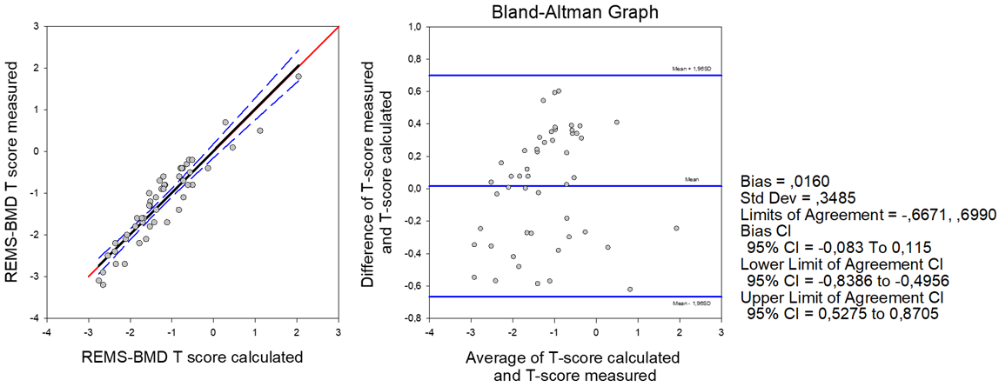 3
2
1
0
-1
-2
-3
-4
-4
-3
-2
-1
0
1
2
3
REMS-BMD T score measured
REMS-BMD T score calculated
Bland-Altman Graph
1,0
0,8
0,6
0,4
0,2
0,0
-0,2
-0,4
-0,6
-0,8
-4
-3
-2
-1
0
1
2
3
Difference of T-score measured
and T-score calculated
Mean + 1,96SD
Mean
Mean - 1,96SD
Average of T-score calculated
and T-score measured
Bias = ,0160
Std Dev = ,3485
Limits of Agreement = -,6671, ,6990
Bias CI
95% CI = -0,083 To 0,115
Lower Limit of Agreement CI
95% CI = -0,8386 to -0,4956
Upper Limit of Agreement CI
95% CI = 0,5275 to 0,8705